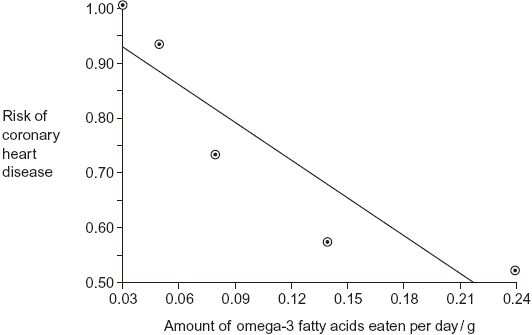 1.00
0.90
Risk of
coronary
heart
disease
0.80
0.70
0.60
0.50
0.03 0.06 0.09 0.12 0.15 0.18 0.21 0.24
Amount of omega-3 fatty acids eaten per day / g